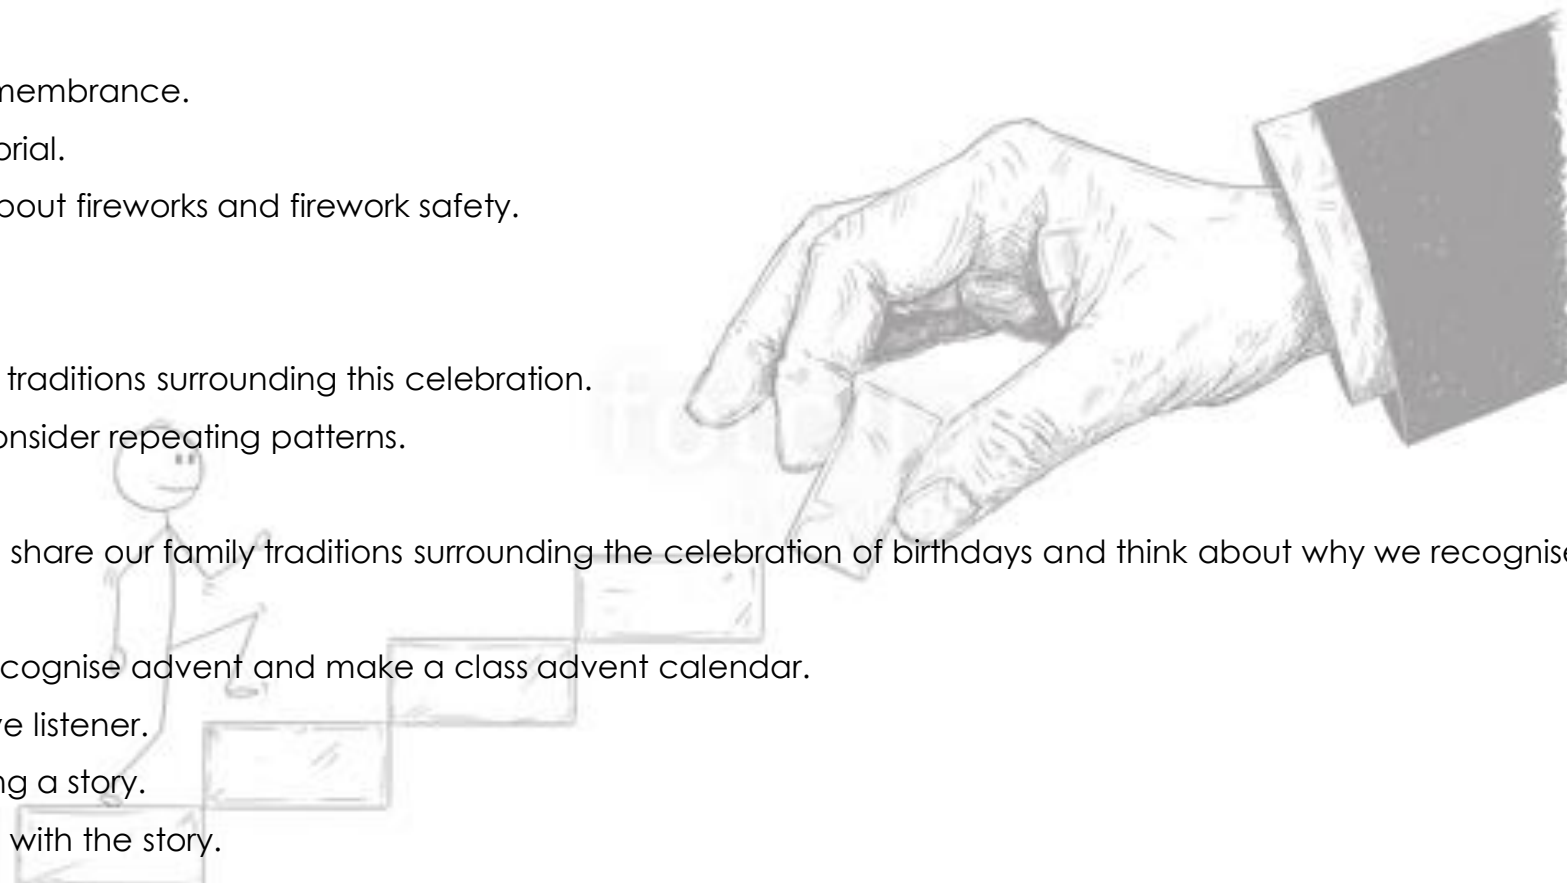 membrance.
orial.
bout fireworks and firework safety.
traditions surrounding this celebration.
onsider repeating patterns.
share our family traditions surrounding the celebration of birthdays and think about why we recognise
cognise advent and make a class advent calendar.
ve listener.
ng a story.
with the story.